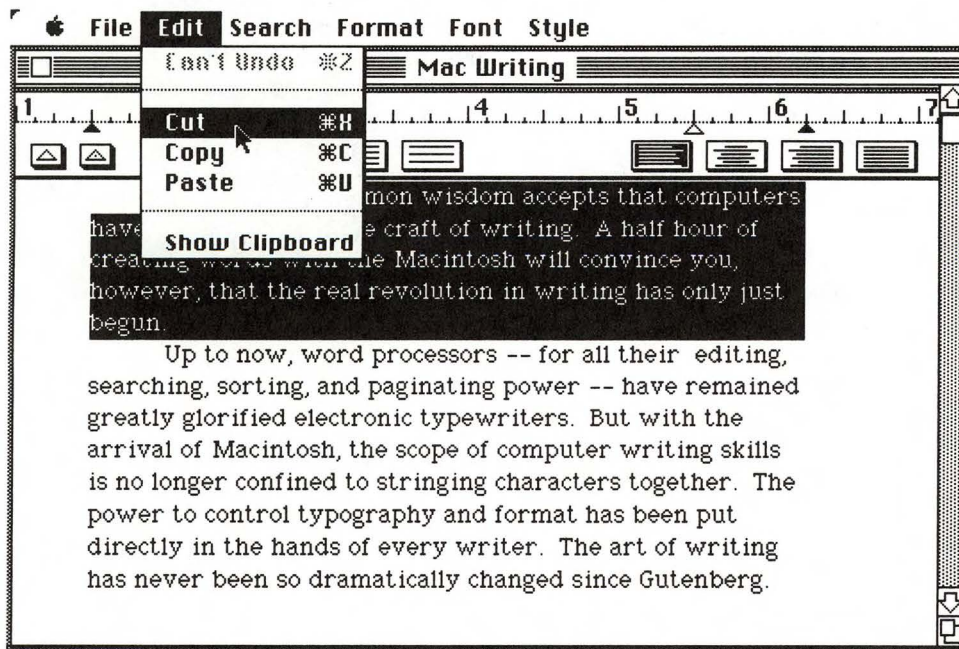 File Edit Search Format Font Style
Can't Undo ⌘Z
Mac Writing
1 4 5 6 7
Cut ⌘X
Copy ⌘C
Paste ⌘V
Show Clipboard
mon wisdom accepts that computers
have e craft of writing. A half hour of
creating words with the Macintosh will convince you,
however, that the real revolution in writing has only just
begun.
Up to now, word processors -- for all their editing,
searching, sorting, and paginating power -- have remained
greatly glorified electronic typewriters. But with the
arrival of Macintosh, the scope of computer writing skills
is no longer confined to stringing characters together. The
power to control typography and format has been put
directly in the hands of every writer. The art of writing
has never been so dramatically changed since Gutenberg.